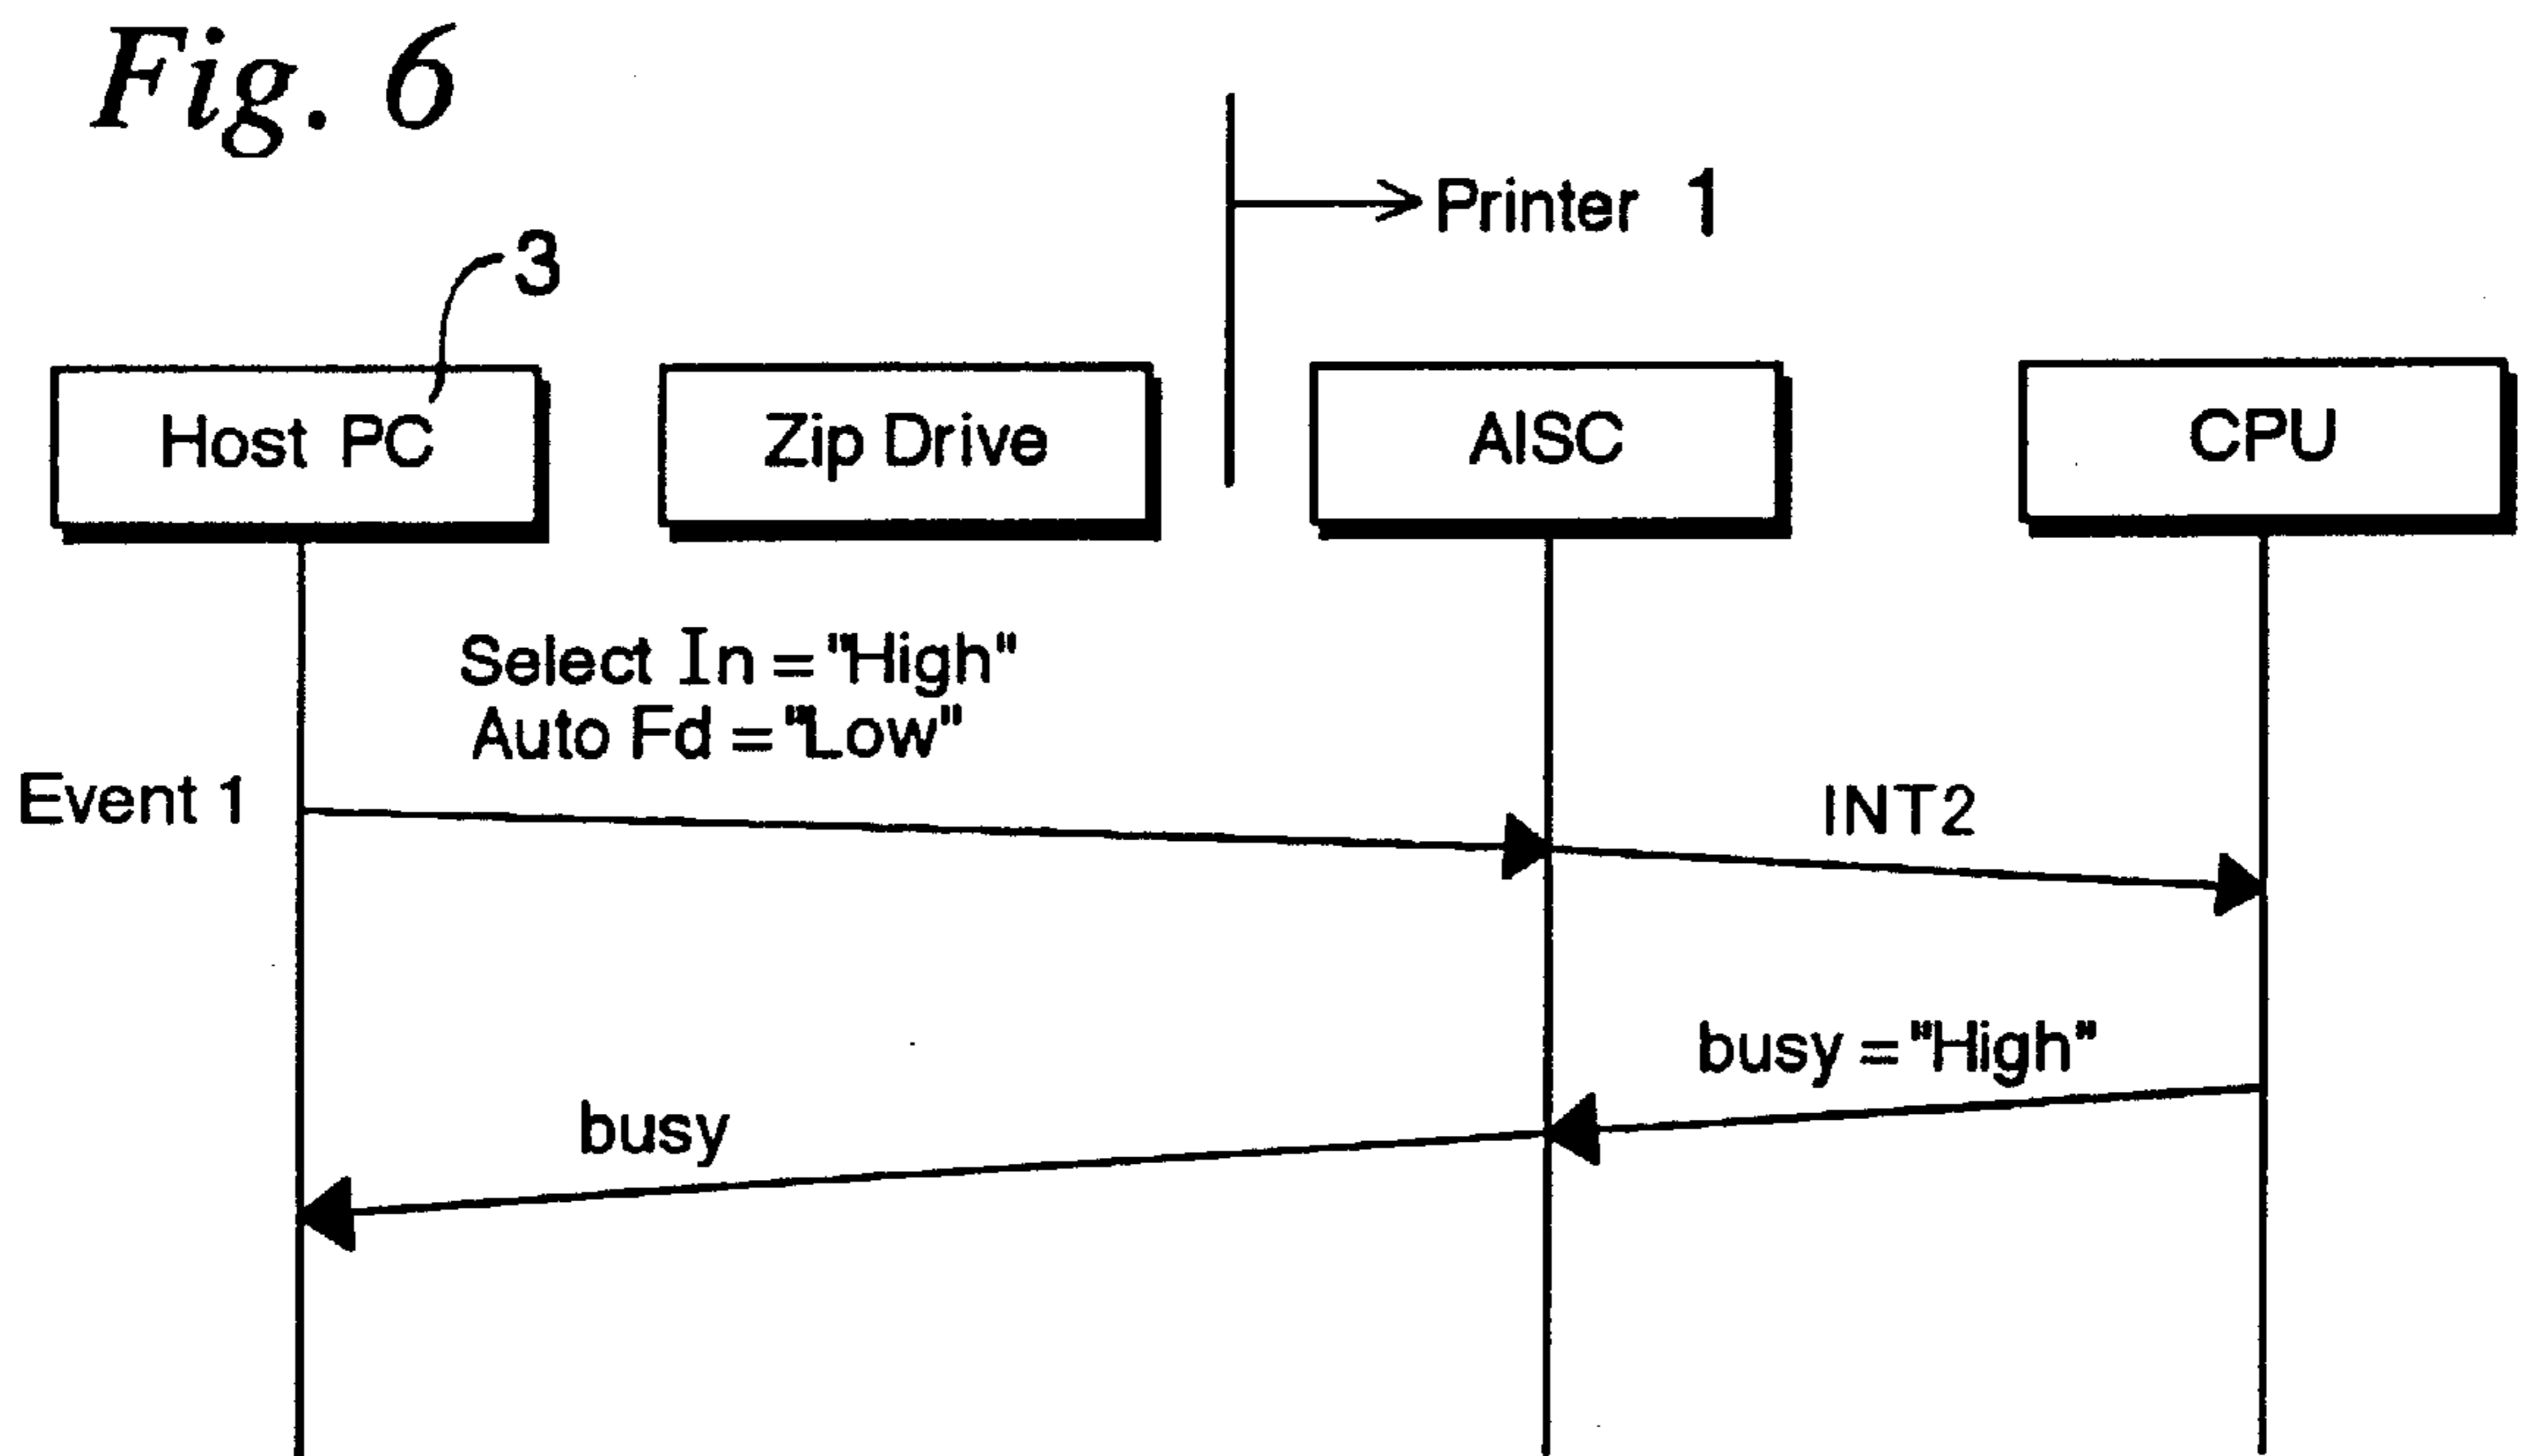 Fig. 6
Printer 1
3
Host PC
Zip Drive
AISC
CPU
Select In = "High"
Auto Fd = "Low"
Event 1
INT2
busy = "High"
busy